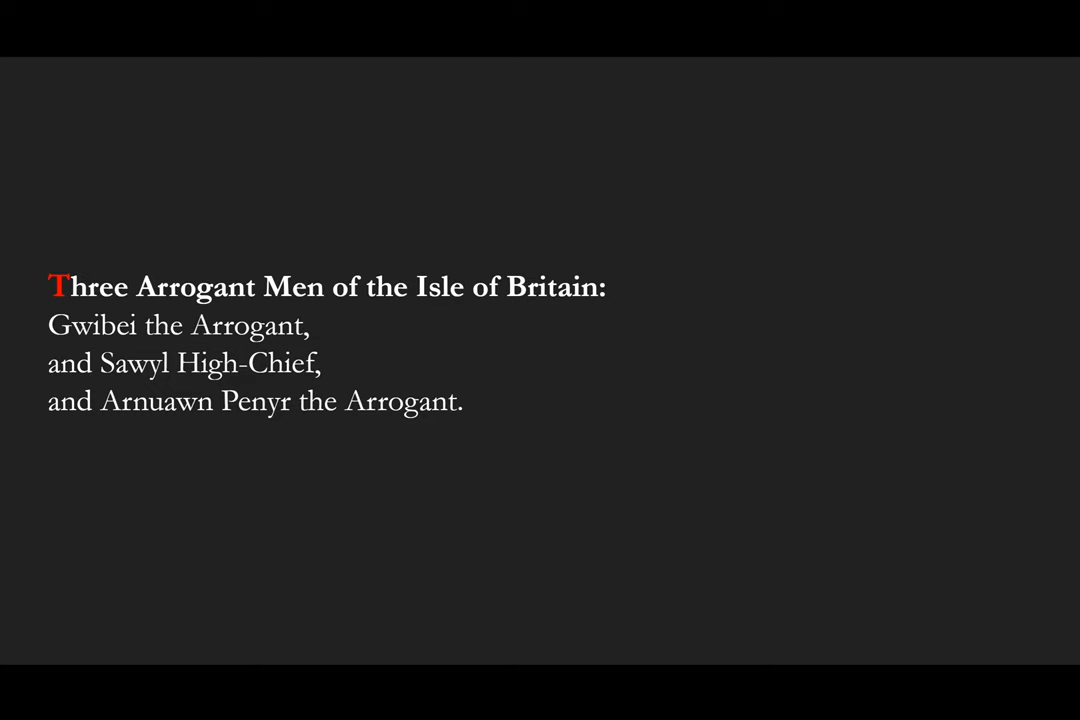 Three Arrogant Men of the Isle of Britain:
Gwibei the Arrogant,
and Sawyl High-Chief,
and Arnuawn Penyr the Arrogant.